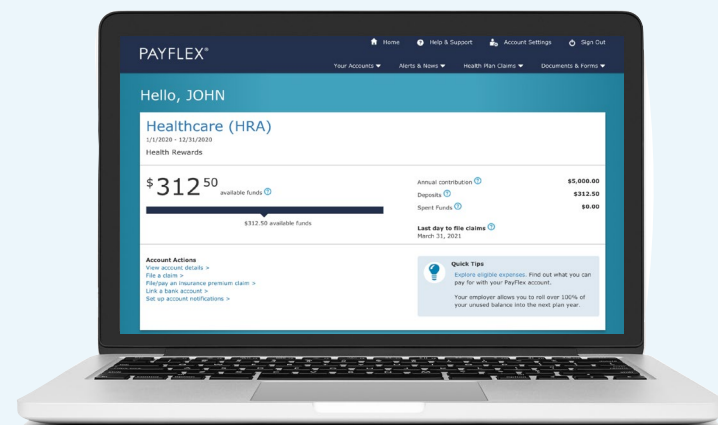 PAYFLEX®
Home Help & Support Account Settings Sign Out
Your Accounts Alerts & News Health Plan Claims Documents & Forms
Hello, JOHN
Healthcare (HRA)
1/1/2020 - 12/31/2020
Health Rewards
$312.50 available funds
$312.50 available funds
Annual contribution $5,000.00
Deposits $312.50
Spent Funds $0.00
Last day to file claims
March 31, 2021
Account Actions
View account details >
File a claim >
File/pay an insurance premium claim >
Link a bank account >
Set up account notifications >
Quick Tips
Explore eligible expenses. Find out what you can
pay for with your PayFlex account.
Your employer allows you to roll over 100% of
your unused balance into the next plan year.